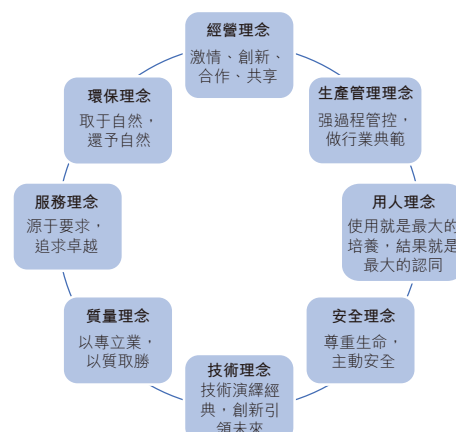 經營理念
激情、創新、
合作、共享
生產管理理念
强過程管控，
做行業典範
用人理念
使用就是最大的
培養，結果就是
最大的認同
安全理念
尊重生命，
主動安全
技術理念
技術演繹經
典，創新引
領未來
質量理念
以專立業，
以質取勝
服務理念
源于要求，
追求卓越
環保理念
取于自然，
還予自然